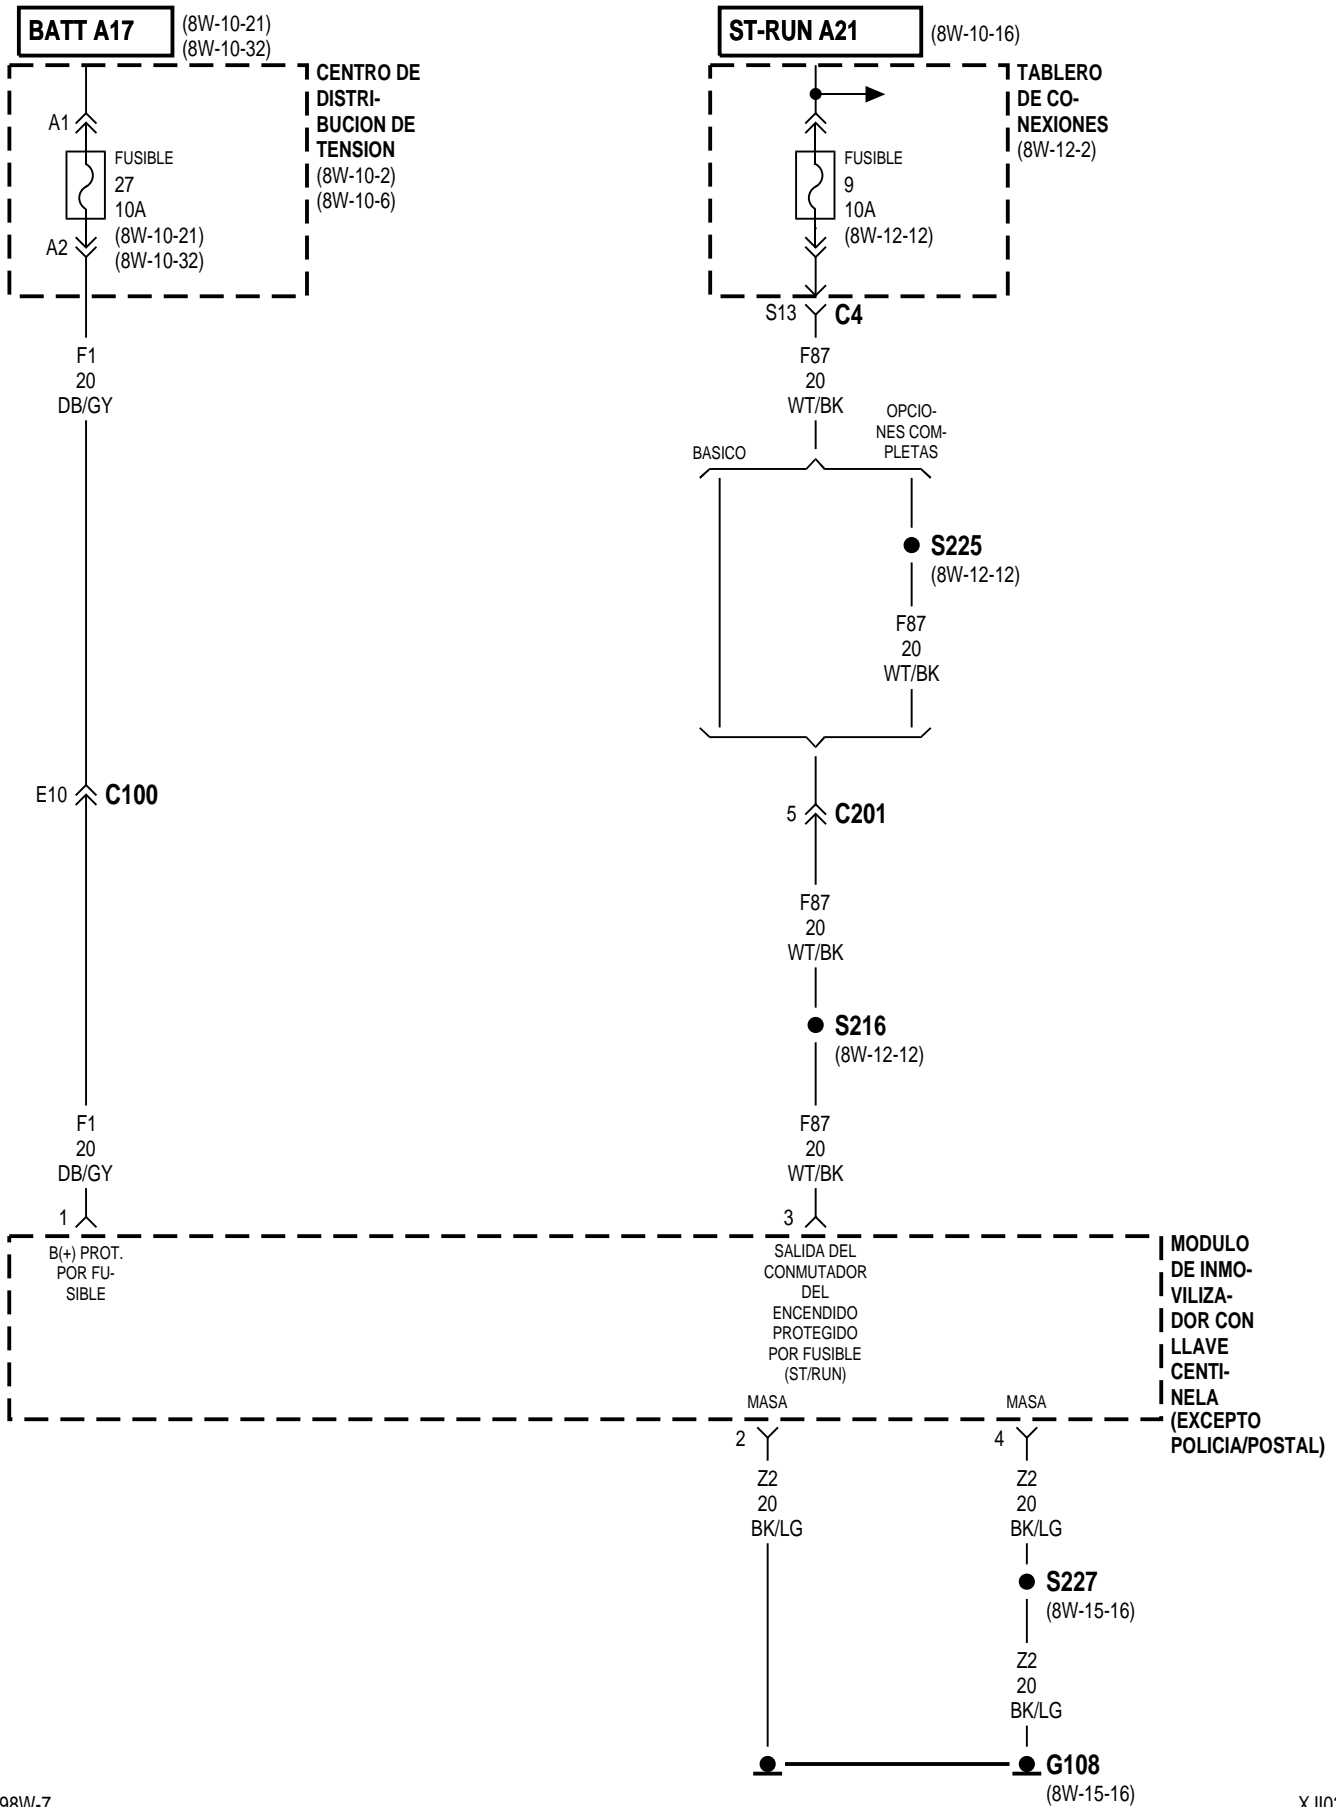 BATT A17
(8W-10-21)
(8W-10-32)
ST-RUN A21
(8W-10-16)
CENTRO DE
DISTRI-
BUCION DE
TENSION
(8W-10-2)
(8W-10-6)
A1
FUSIBLE
27
10A
(8W-10-21)
(8W-10-32)
A2
TABLERO
DE CO-
NEXIONES
(8W-12-2)
FUSIBLE
9
10A
(8W-12-12)
S13
C4
F1
20
DB/GY
F87
20
WT/BK
BASICO
OPCIO-
NES COM-
PLETAS
S225
(8W-12-12)
F87
20
WT/BK
E10
C100
5
C201
F87
20
WT/BK
S216
(8W-12-12)
F1
20
DB/GY
F87
20
WT/BK
1
3
B(+) PROT.
POR FU-
SIBLE
SALIDA DEL
CONMUTADOR
DEL
ENCENDIDO
PROTEGIDO
POR FUSIBLE
(ST/RUN)
MODULO
DE INMO-
VILIZA-
DOR CON
LLAVE
CENTI-
NELA
(EXCEPTO
POLICIA/POSTAL)
MASA
MASA
2
4
Z2
20
BK/LG
Z2
20
BK/LG
S227
(8W-15-16)
Z2
20
BK/LG
G108
(8W-15-16)
98W-7